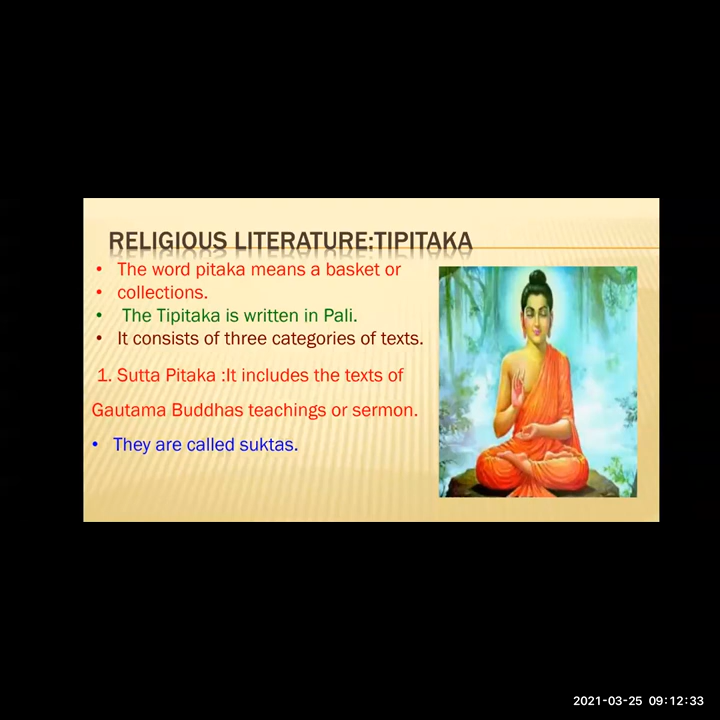 RELIGIOUS LITERATURE:TIPITAKA
• The word pitaka means a basket or
• collections.
• The Tipitaka is written in Pali.
• It consists of three categories of texts.
1. Sutta Pitaka :It includes the texts of
Gautama Buddhas teachings or sermon.
• They are called suktas.
2021-03-25 09:12:33